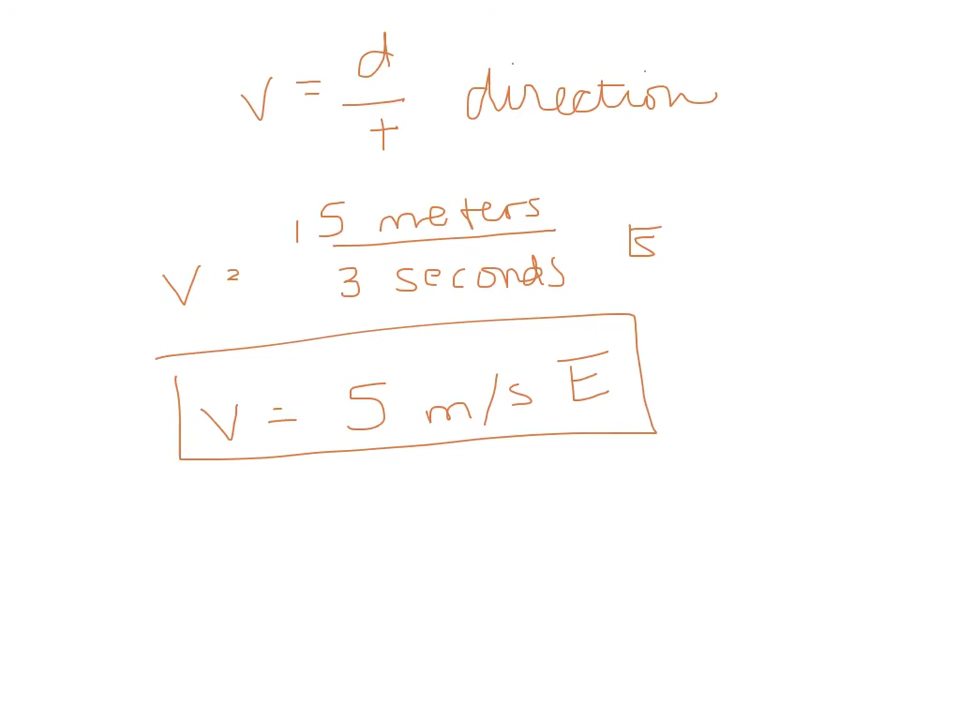 v = d/t direction
v = 15 meters / 3 seconds E
v = 5 m/s E